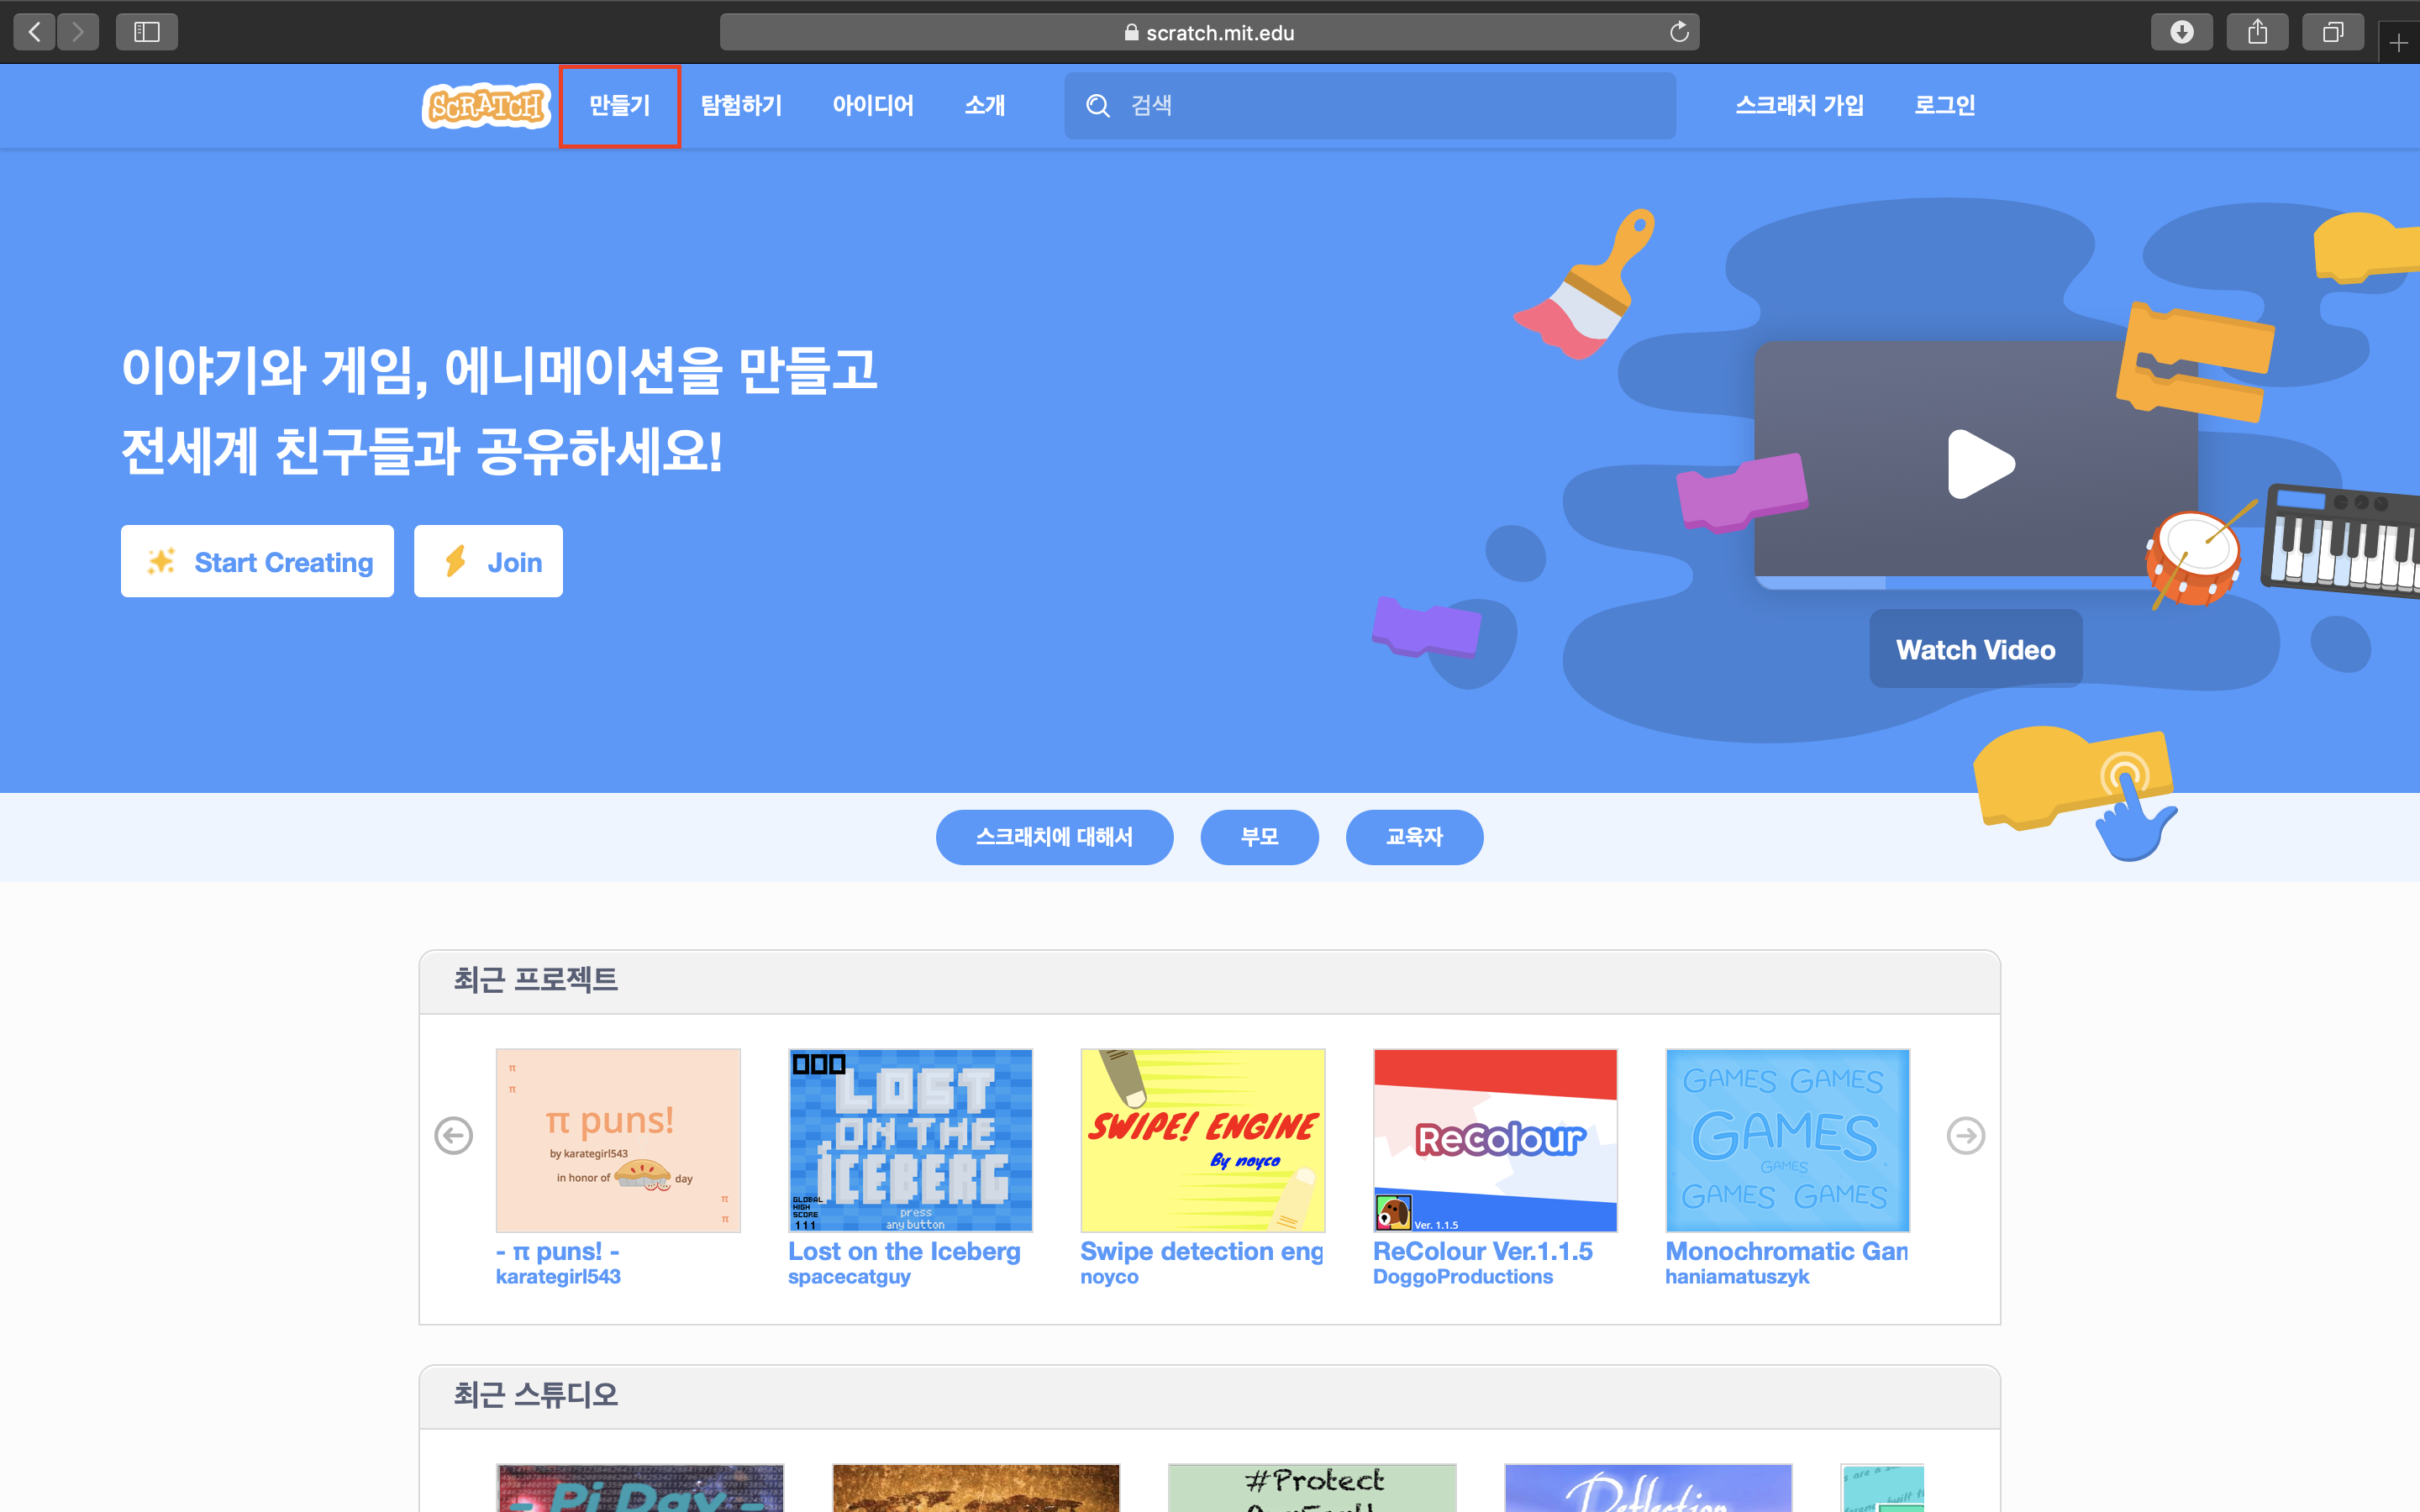 scratch.mit.edu
SCRATCH 만들기 탐험하기 아이디어 소개 검색 스크래치 가입 로그인
이야기와 게임, 에니메이션을 만들고
전세계 친구들과 공유하세요!
Start Creating Join
Watch Video
스크래치에 대해서 부모 교육자
최근 프로젝트
π
π
π puns!
by karategirl543
in honor of day
π
π
LOST
ON THE
ICEBERG
GLOBAL
HIGH
SCORE
111
press
any button
SWIPE! ENGINE
By noyco
ReColour
Ver. 1.1.5
GAMES GAMES
GAMES
GAMES
GAMES GAMES
- π puns! -
karategirl543
Lost on the Iceberg
spacecatguy
Swipe detection eng
noyco
ReColour Ver.1.1.5
DoggoProductions
Monochromatic Gan
haniamatuszyk
최근 스튜디오
- Pi Day -
#Protect
Reflection